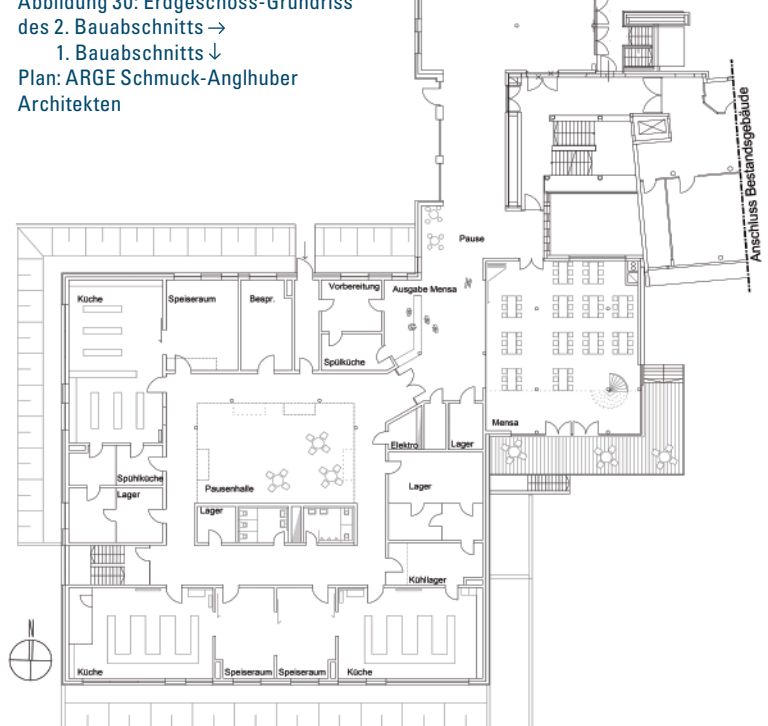 Abbildung 30: Erdgeschoss-Grundriss
des 2. Bauabschnitts →
1. Bauabschnitts ↓
Plan: ARGE Schmuck-Anglhuber
Architekten
Anschluss Bestandsgebäude
Pause
Küche
Speiseraum
Bespr.
Vorbereitung
Ausgabe Mensa
Spülküche
Mensa
Elektro
Lager
Spühlküche
Lager
Pausenhalle
Lager
Lager
Kühllager
N
Küche
Speiseraum
Speiseraum
Küche